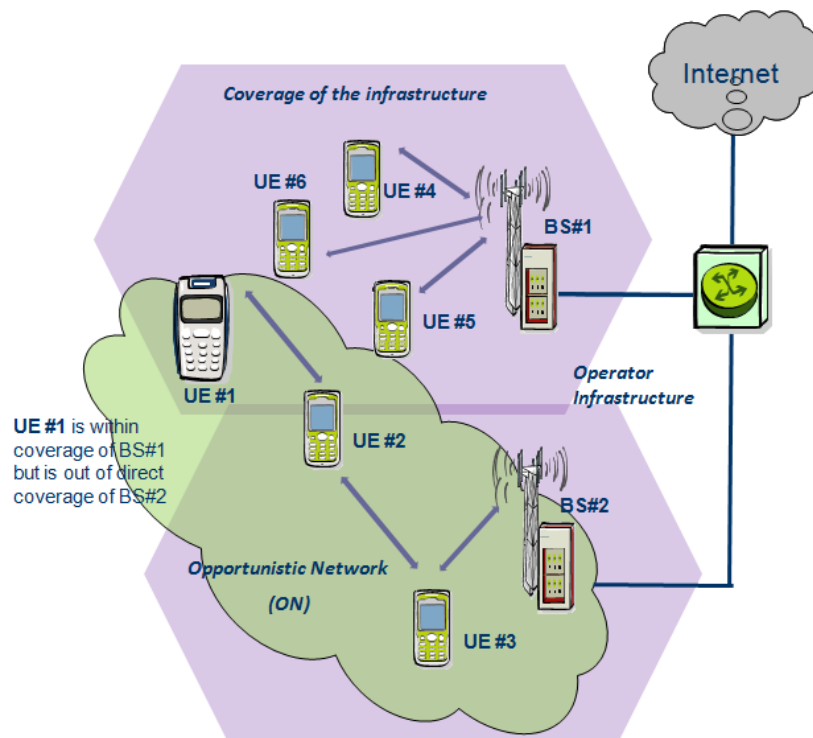 Internet
Coverage of the infrastructure
UE #6
UE #4
BS#1
UE #5
UE #1
Operator
Infrastructure
UE #1 is within
coverage of BS#1
but is out of direct
coverage of BS#2
UE #2
BS#2
Opportunistic Network
(ON)
UE #3